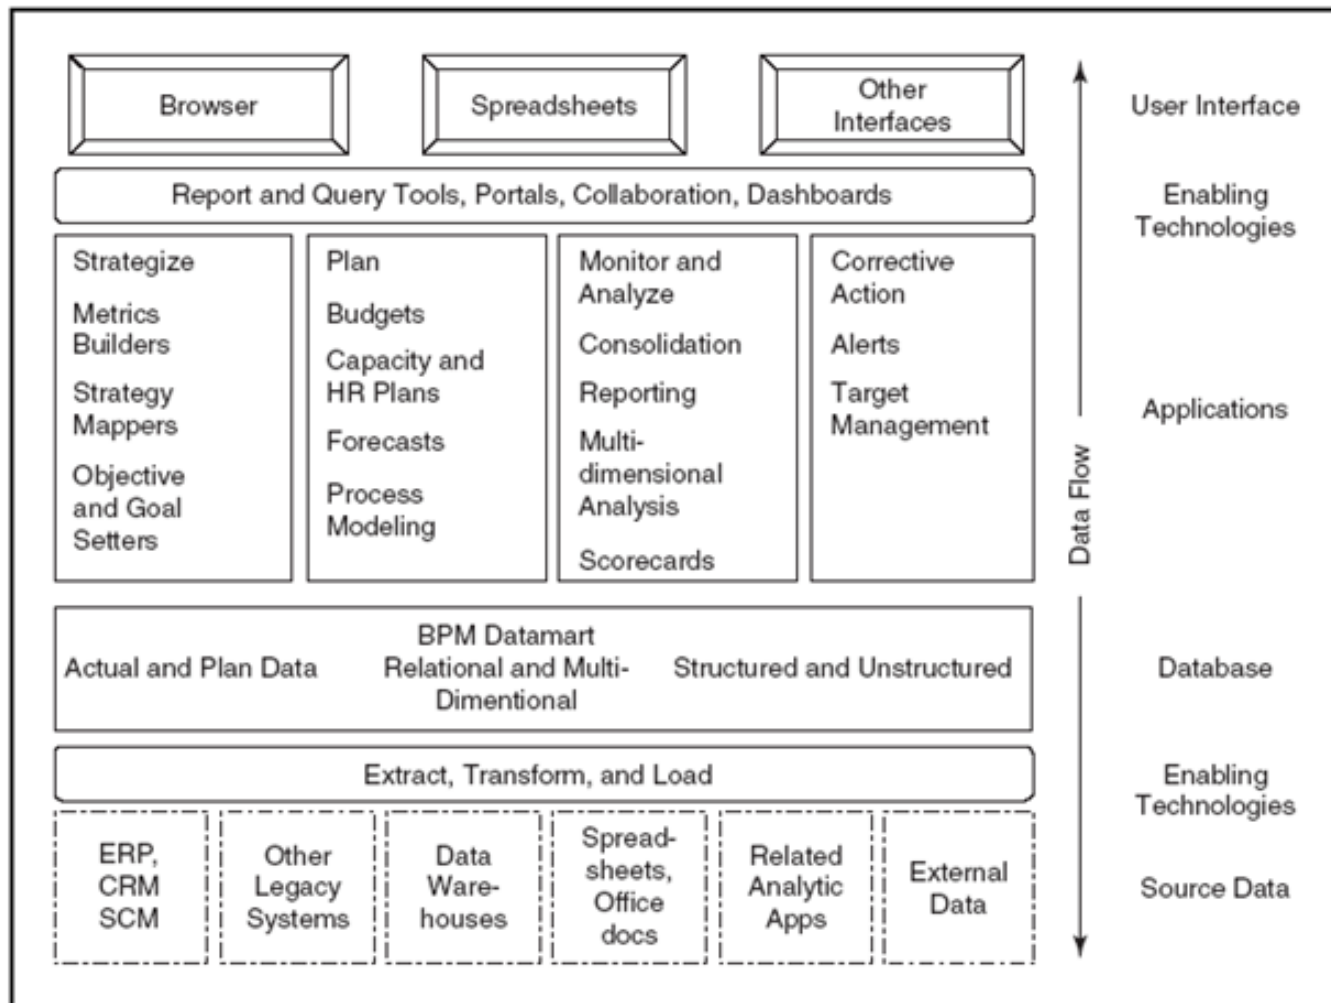 Browser
Spreadsheets
Other
Interfaces
User Interface
Report and Query Tools, Portals, Collaboration, Dashboards
Enabling
Technologies
Strategize
Metrics
Builders
Strategy
Mappers
Objective
and Goal
Setters
Plan
Budgets
Capacity and
HR Plans
Forecasts
Process
Modeling
Monitor and
Analyze
Consolidation
Reporting
Multi-
dimensional
Analysis
Scorecards
Corrective
Action
Alerts
Target
Management
Applications
Data Flow
BPM Datamart
Actual and Plan Data
Relational and Multi-
Dimentional
Structured and Unstructured
Database
Extract, Transform, and Load
Enabling
Technologies
ERP,
CRM
SCM
Other
Legacy
Systems
Data
Ware-
houses
Spread-
sheets,
Office
docs
Related
Analytic
Apps
External
Data
Source Data